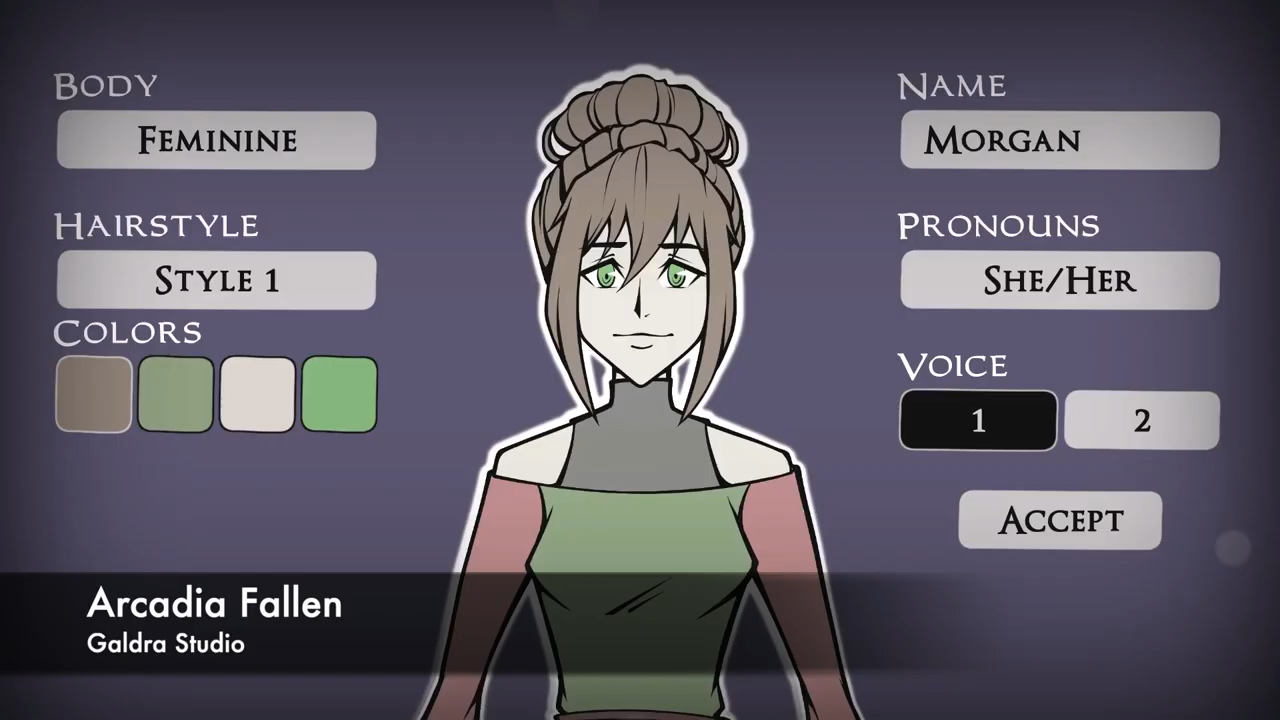 Body
Feminine
Hairstyle
Style 1
Colors
Name
Morgan
Pronouns
She/Her
Voice
1 2
Accept
Arcadia Fallen
Galdra Studio